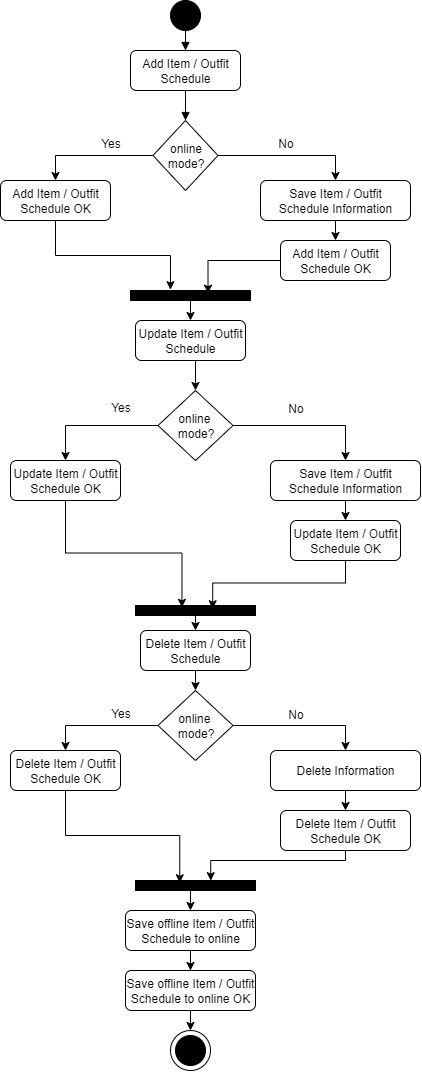 Add Item / Outfit
Schedule
online
mode?
Yes
No
Add Item / Outfit
Schedule OK
Save Item / Outfit
Schedule Information
Add Item / Outfit
Schedule OK
Update Item / Outfit
Schedule
online
mode?
Yes
No
Update Item / Outfit
Schedule OK
Save Item / Outfit
Schedule Information
Update Item / Outfit
Schedule OK
Delete Item / Outfit
Schedule
online
mode?
Yes
No
Delete Item / Outfit
Schedule OK
Delete Information
Delete Item / Outfit
Schedule OK
Save offline Item / Outfit
Schedule to online
Save offline Item / Outfit
Schedule to online OK